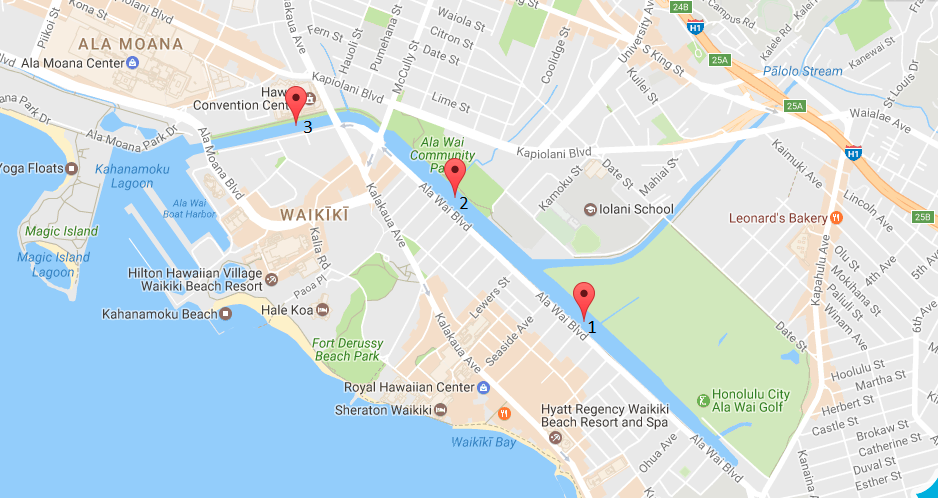 Piikoi St
Kona St
ALA MOANA
Ala Moana Center
Kalakaua Ave
Fern St
Hauoli St
Pumehana St
McCully St
Waiola St
Citron St
Date St
Lime St
Kapiolani Blvd
Coolidge St
University Ave
S King St
Kuilei St
24B
H1
25A
Campus Rd
Kalele Rd
Kanewai St
St Louis Dr
Pālolo Stream
25A
Waialae Ave
H1
Haw
Convention Cent
3
Ala Moana Park Dr
na Park Dr
Yoga Floats
Kahanamoku
Lagoon
Ala Moana Blvd
Ala Wai
Boat Harbor
Magic Island
Magic Island
Lagoon
WAIKĪKĪ
Kalia Rd
Paoa Pl
Kalakaua Ave
Ala Wai
Community
Pa
2
Ala Wai Blvd
Kapiolani Blvd
Kamoku St
Date St
Mahiai St
Iolani School
Kaimuki Ave
Lincoln Ave
Leonard's Bakery
25B
Kapahulu Ave
Olu St
Mokihana St
Paliuli St
Winam Ave
4th Ave
5th Ave
6th Ave
Hilton Hawaiian Village
Waikiki Beach Resort
Kahanamoku Beach
Hale Koa
Fort Derussy
Beach Park
Lewers St
Seaside Ave
Kalakaua Ave
Ala Wai Blvd
1
Date St
Royal Hawaiian Center
Sheraton Waikiki
Waikīkī Bay
Hyatt Regency Waikiki
Beach Resort and Spa
Ohua Ave
Ala Wai Blvd
Honolulu City
Ala Wai Golf
Kanaina Ave
Hoolulu St
Martha St
Herbert St
Castle St
Brokaw St
Catherine St
Duval St
Esther St